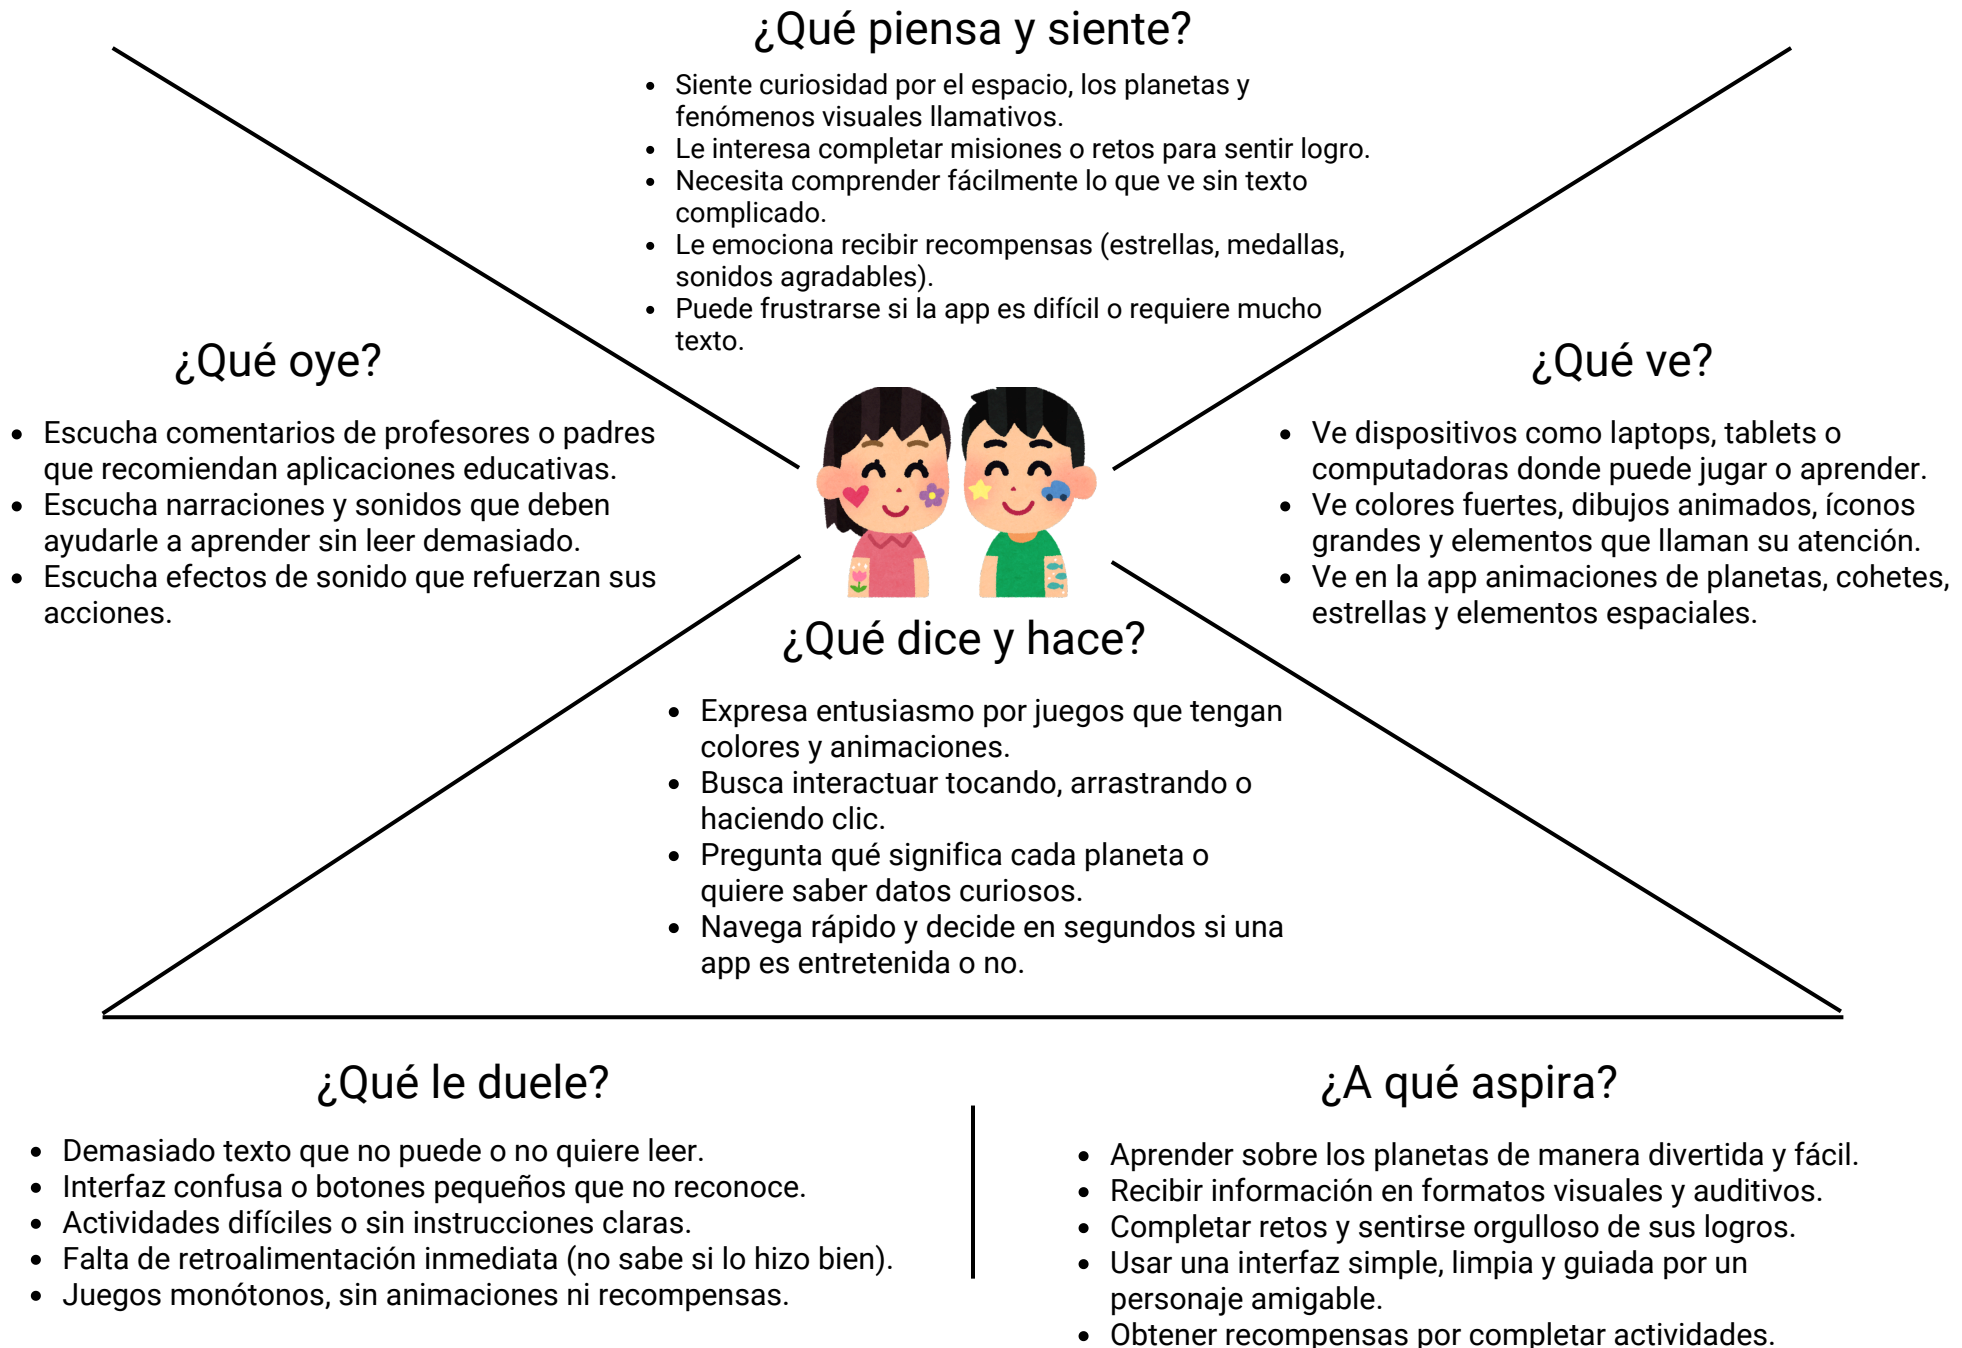 ¿Qué piensa y siente?
• Siente curiosidad por el espacio, los planetas y
fenómenos visuales llamativos.
• Le interesa completar misiones o retos para sentir logro.
• Necesita comprender fácilmente lo que ve sin texto
complicado.
• Le emociona recibir recompensas (estrellas, medallas,
sonidos agradables).
• Puede frustrarse si la app es difícil o requiere mucho
texto.
¿Qué oye?
• Escucha comentarios de profesores o padres
que recomiendan aplicaciones educativas.
• Escucha narraciones y sonidos que deben
ayudarle a aprender sin leer demasiado.
• Escucha efectos de sonido que refuerzan sus
acciones.
¿Qué ve?
• Ve dispositivos como laptops, tablets o
computadoras donde puede jugar o aprender.
• Ve colores fuertes, dibujos animados, íconos
grandes y elementos que llaman su atención.
• Ve en la app animaciones de planetas, cohetes,
estrellas y elementos espaciales.
¿Qué dice y hace?
• Expresa entusiasmo por juegos que tengan
colores y animaciones.
• Busca interactuar tocando, arrastrando o
haciendo clic.
• Pregunta qué significa cada planeta o
quiere saber datos curiosos.
• Navega rápido y decide en segundos si una
app es entretenida o no.
¿Qué le duele?
• Demasiado texto que no puede o no quiere leer.
• Interfaz confusa o botones pequeños que no reconoce.
• Actividades difíciles o sin instrucciones claras.
• Falta de retroalimentación inmediata (no sabe si lo hizo bien).
• Juegos monótonos, sin animaciones ni recompensas.
¿A qué aspira?
• Aprender sobre los planetas de manera divertida y fácil.
• Recibir información en formatos visuales y auditivos.
• Completar retos y sentirse orgulloso de sus logros.
• Usar una interfaz simple, limpia y guiada por un
personaje amigable.
• Obtener recompensas por completar actividades.